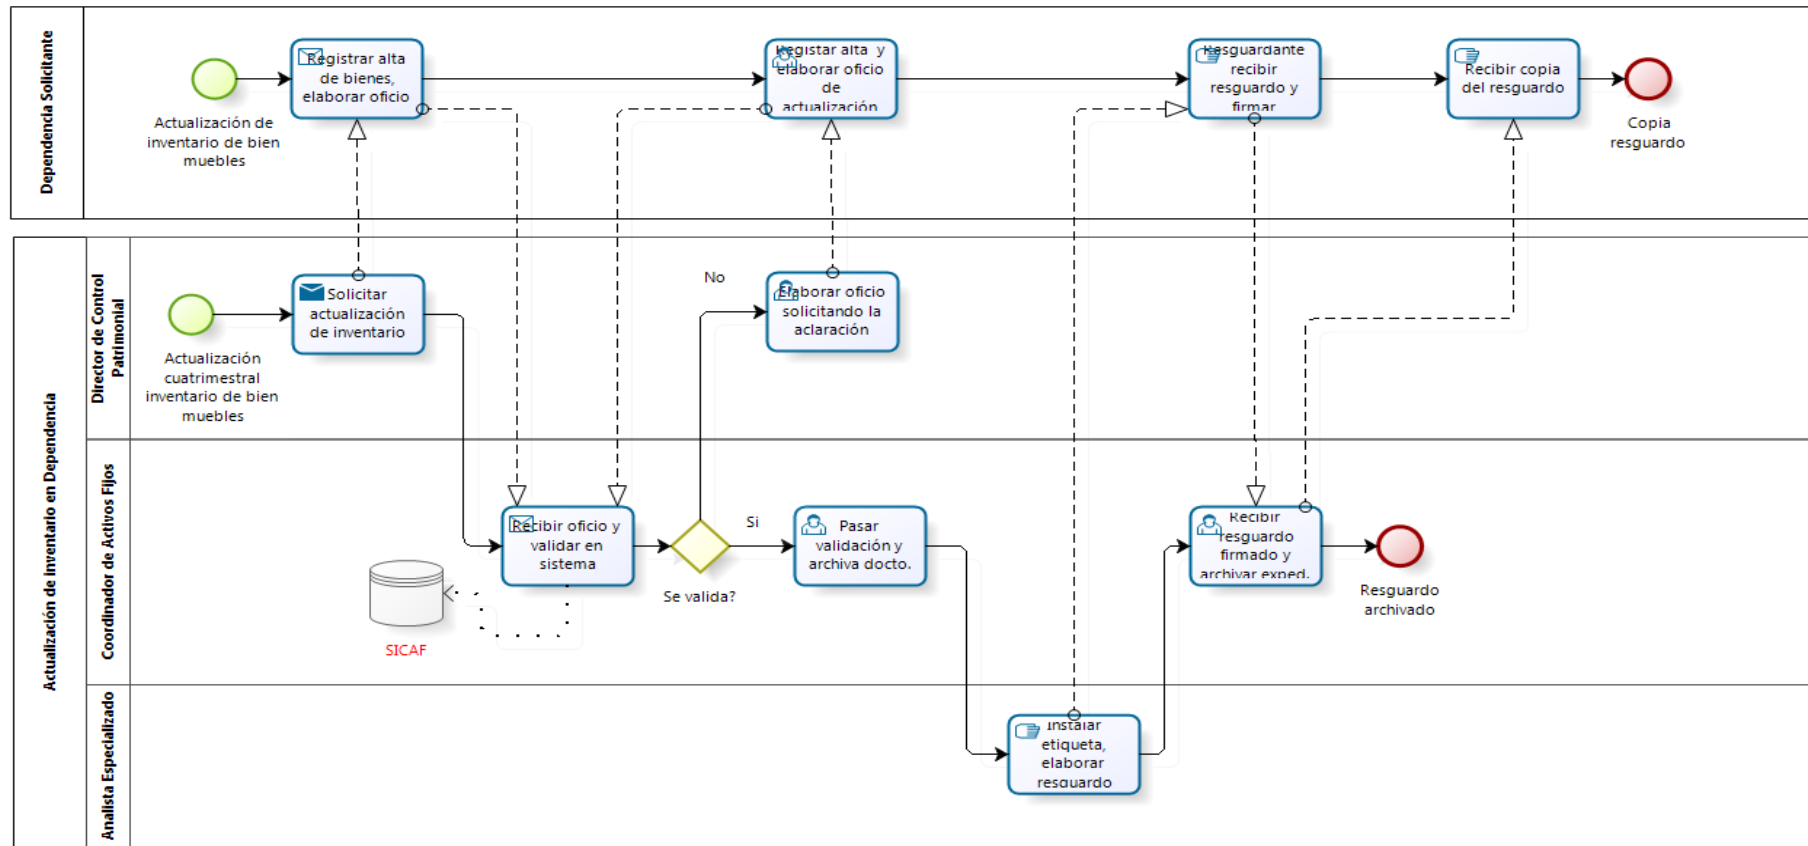 Dependencia Solicitante
Registrar alta
de bienes,
elaborar oficio
Registar alta y
elaborar oficio
de
actualización
Resguardante
recibir
resguardo y
firmar
Recibir copia
del resguardo
Actualización de
inventario de bien
muebles
Copia
resguardo
Actualización de inventario en Dependencia
Director de Control
Patrimonial
Solicitar
actualización
de inventario
No
Elaborar oficio
solicitando la
aclaración
Actualización
cuatrimestral
inventario de bien
muebles
Coordinador de Activos Fijos
Recibir oficio y
validar en
sistema
Si
Se valida?
Pasar
validación y
archiva docto.
Recibir
resguardo
firmado y
archivar exped.
Resguardo
archivado
SICAF
Analista Especializado
Instalar
etiqueta,
elaborar
resguardo